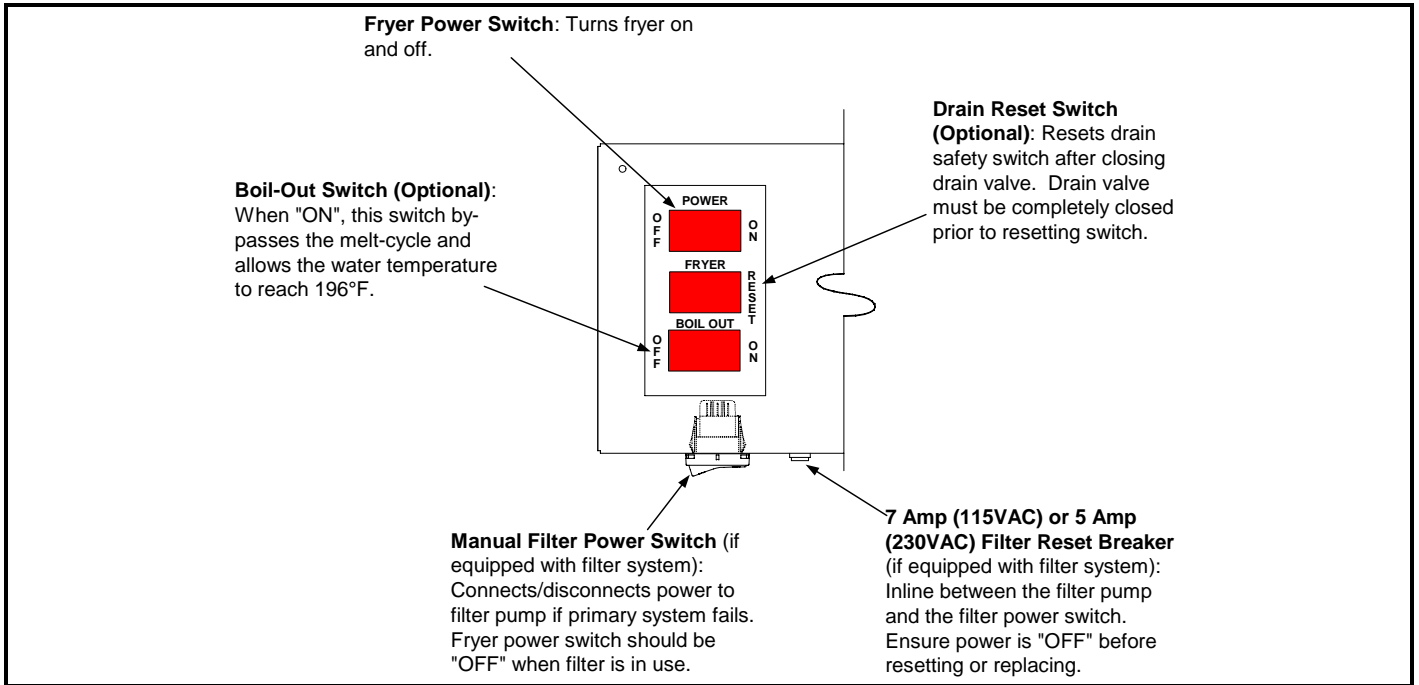 Fryer Power Switch: Turns fryer on
and off.
Drain Reset Switch
(Optional): Resets drain
safety switch after closing
drain valve.  Drain valve
must be completely closed
prior to resetting switch.
Boil-Out Switch (Optional):
When "ON", this switch by-
passes the melt-cycle and
allows the water temperature
to reach 196°F.
POWER
OFF
ON
FRYER
RESET
BOIL OUT
OFF
ON
Manual Filter Power Switch (if
equipped with filter system):
Connects/disconnects power to
filter pump if primary system fails.
Fryer power switch should be
"OFF" when filter is in use.
7 Amp (115VAC) or 5 Amp
(230VAC) Filter Reset Breaker
(if equipped with filter system):
Inline between the filter pump
and the filter power switch.
Ensure power is "OFF" before
resetting or replacing.